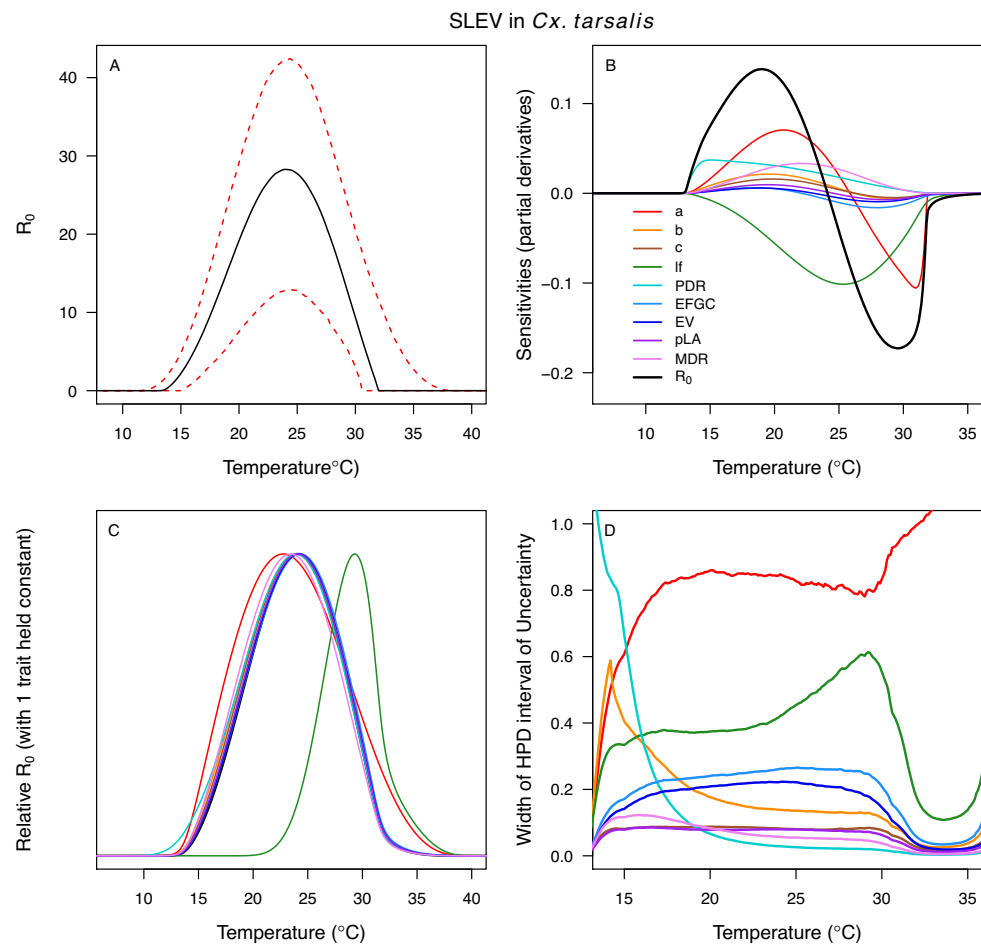 SLEV in Cx. tarsalis
A
R0
0 10 20 30 40
10 15 20 25 30 35 40
Temperature°C)
B
Sensitivities (partial derivatives)
−0.2 −0.1 0.0 0.1
a
b
c
lf
PDR
EFGC
EV
pLA
MDR
R0
10 15 20 25 30 35
Temperature (°C)
C
Relative R0 (with 1 trait held constant)
10 15 20 25 30 35 40
Temperature (°C)
D
Width of HPD interval of Uncertainty
0.0 0.2 0.4 0.6 0.8 1.0
15 20 25 30 35
Temperature (°C)